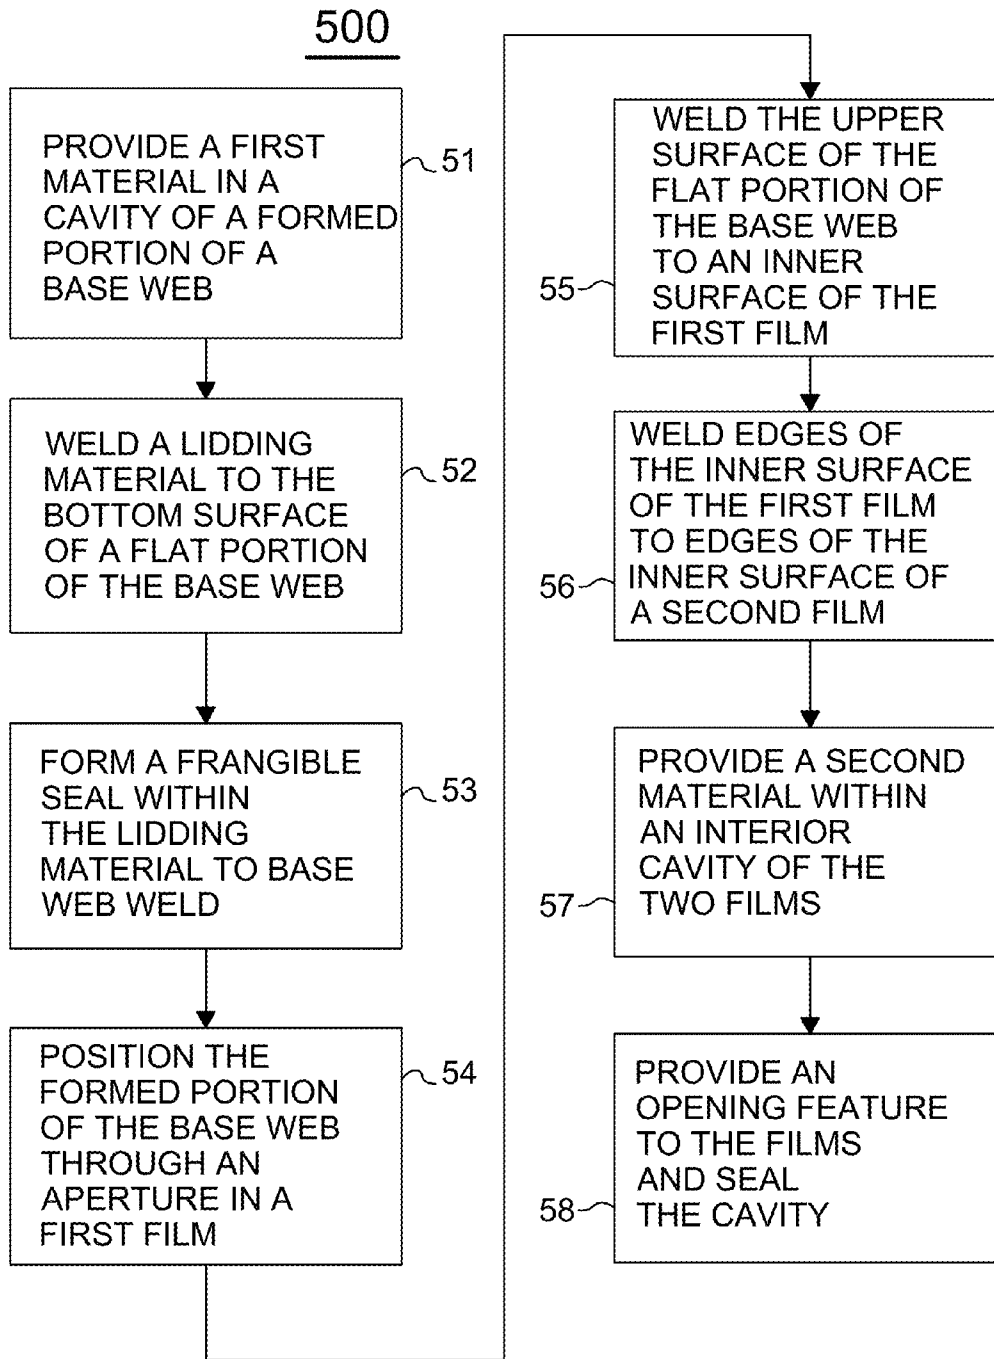 500
PROVIDE A FIRST
MATERIAL IN A
CAVITY OF A FORMED
PORTION OF A
BASE WEB
51
WELD A LIDDING
MATERIAL TO THE
BOTTOM SURFACE
OF A FLAT PORTION
OF THE BASE WEB
52
FORM A FRANGIBLE
SEAL WITHIN
THE LIDDING
MATERIAL TO BASE
WEB WELD
53
POSITION THE
FORMED PORTION
OF THE BASE WEB
THROUGH AN
APERTURE IN A
FIRST FILM
54
WELD THE UPPER
SURFACE OF THE
FLAT PORTION OF
THE BASE WEB
TO AN INNER
SURFACE OF THE
FIRST FILM
55
WELD EDGES OF
THE INNER SURFACE
OF THE FIRST FILM
TO EDGES OF THE
INNER SURFACE OF
A SECOND FILM
56
PROVIDE A SECOND
MATERIAL WITHIN
AN INTERIOR
CAVITY OF THE
TWO FILMS
57
PROVIDE AN
OPENING FEATURE
TO THE FILMS
AND SEAL
THE CAVITY
58